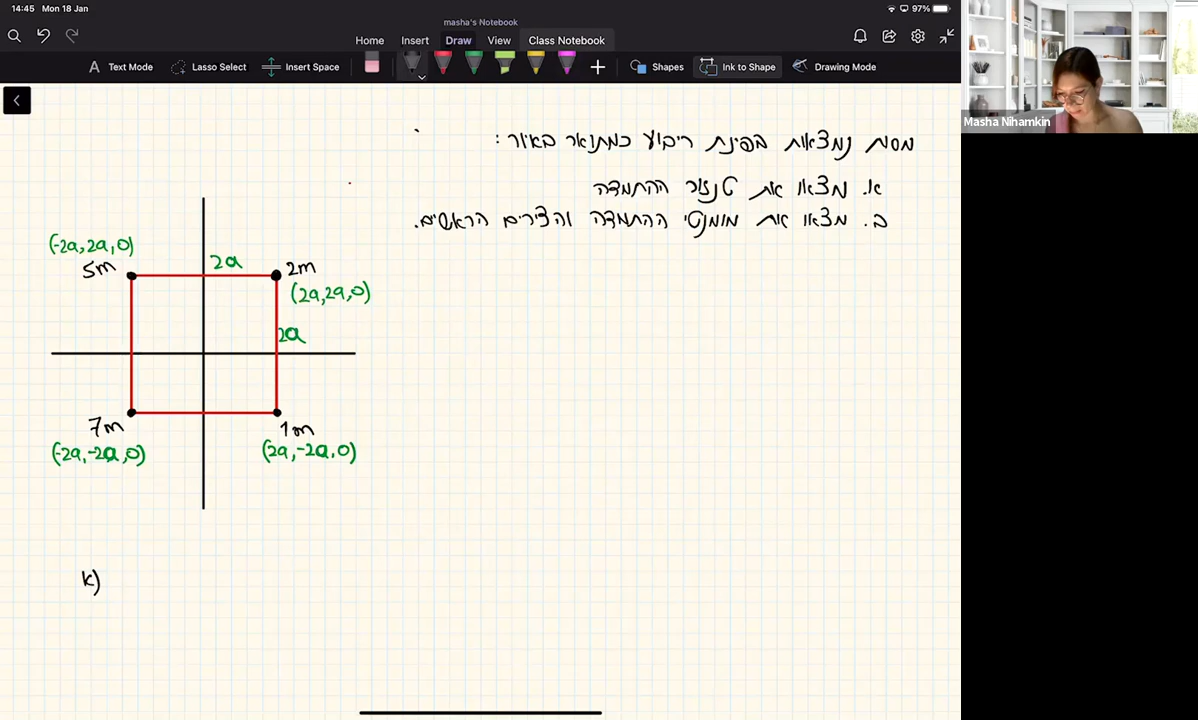 14:45 Mon 18 Jan
97%
masha's Notebook
Home Insert Draw View Class Notebook
Text Mode Lasso Select Insert Space Shapes Ink to Shape Drawing Mode
Masha Nihamkin
מסות נמצאות בפינת ריבוע כמתואר באיור:
א. מצאו את טנזור ההתמדה
ב. מצאו את מומנטי ההתמדה והצירים הראשים.
(-2a, 2a, 0)
5m
2a
2m
(2a, 2a, 0)
2a
7m
1m
(-2a, -2a, 0)
(2a, -2a, 0)
א)